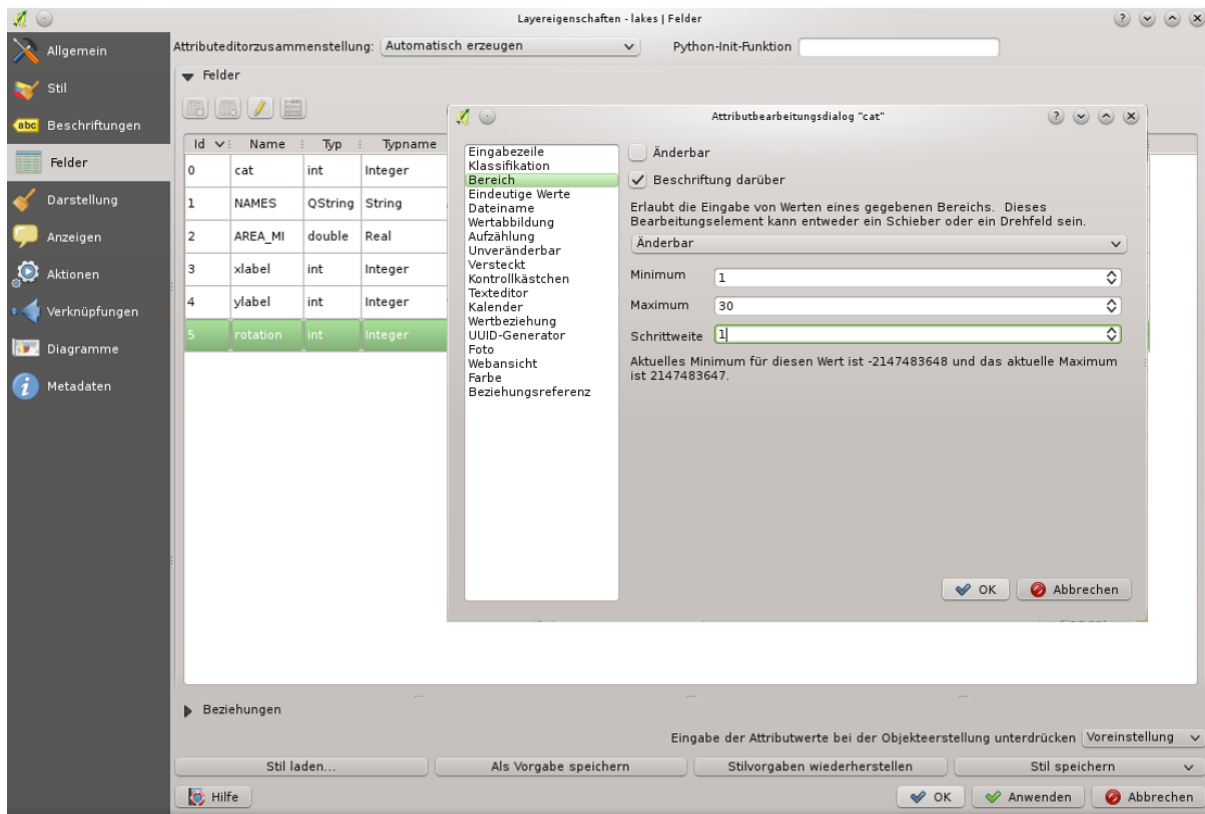 Layereigenschaften - lakes | Felder
Allgemein
Stil
abc Beschriftungen
Felder
Darstellung
Anzeigen
Aktionen
Verknüpfungen
Diagramme
Metadaten
Attributeditorzusammenstellung: Automatisch erzeugen Python-Init-Funktion
Felder
Id Name Typ Typname
0 cat int Integer
1 NAMES QString String
2 AREA_MI double Real
3 xlabel int Integer
4 ylabel int Integer
5 rotation int Integer
Attributbearbeitungsdialog "cat"
Eingabezeile
Klassifikation
Bereich
Eindeutige Werte
Dateiname
Wertabbildung
Aufzählung
Unveränderbar
Versteckt
Kontrollkästchen
Texteditor
Kalender
Wertbeziehung
UUID-Generator
Foto
Webansicht
Farbe
Beziehungsreferenz
Änderbar
Beschriftung darüber
Erlaubt die Eingabe von Werten eines gegebenen Bereichs. Dieses
Bearbeitungselement kann entweder ein Schieber oder ein Drehfeld sein.
Änderbar
Minimum 1
Maximum 30
Schrittweite 1
Aktuelles Minimum für diesen Wert ist -2147483648 und das aktuelle Maximum
ist 2147483647.
OK Abbrechen
Beziehungen
Eingabe der Attributwerte bei der Objekteerstellung unterdrücken Voreinstellung
Stil laden... Als Vorgabe speichern Stilvorgaben wiederherstellen Stil speichern
Hilfe OK Anwenden Abbrechen